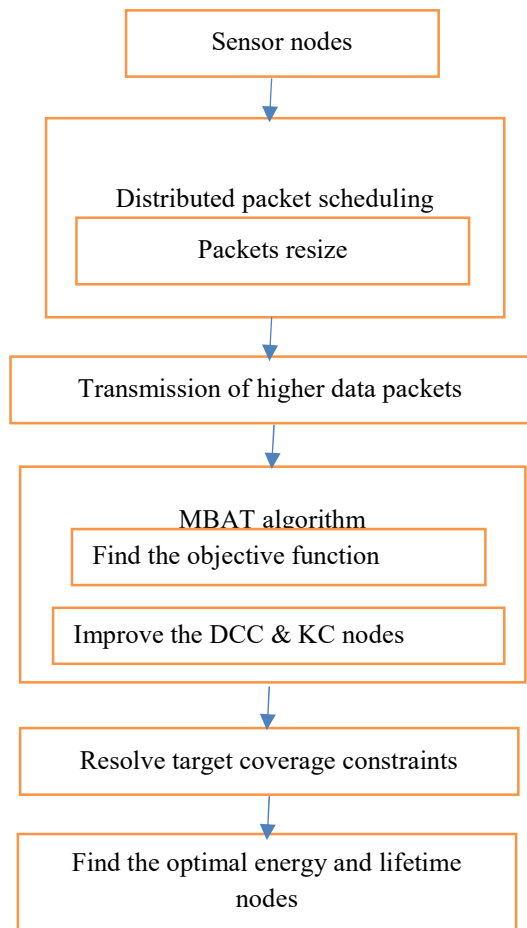 Sensor nodes
Distributed packet scheduling
Packets resize
Transmission of higher data packets
MBAT algorithm
Find the objective function
Improve the DCC & KC nodes
Resolve target coverage constraints
Find the optimal energy and lifetime
nodes